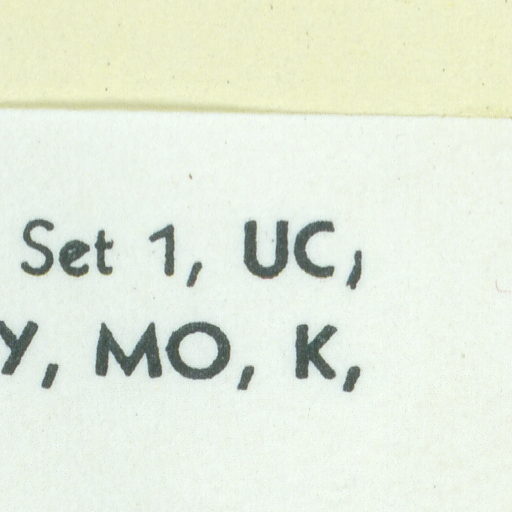 Set 1, UC,
Y, MO, K,